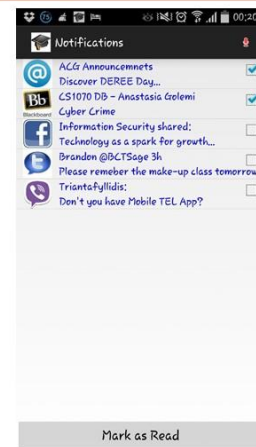 00:20
Notifications
ACG Announcemnets
Discover DEREE Day...
Bb
Blackboard
CS1070 DB - Anastasia Golemi
Cyber Crime
Information Security shared:
Technology as a spark for growth...
Brandon @BCTSage 3h
Please remeber the make-up class tomorrow
Triantafyllidis:
Don't you have Mobile TEL App?
Mark as Read